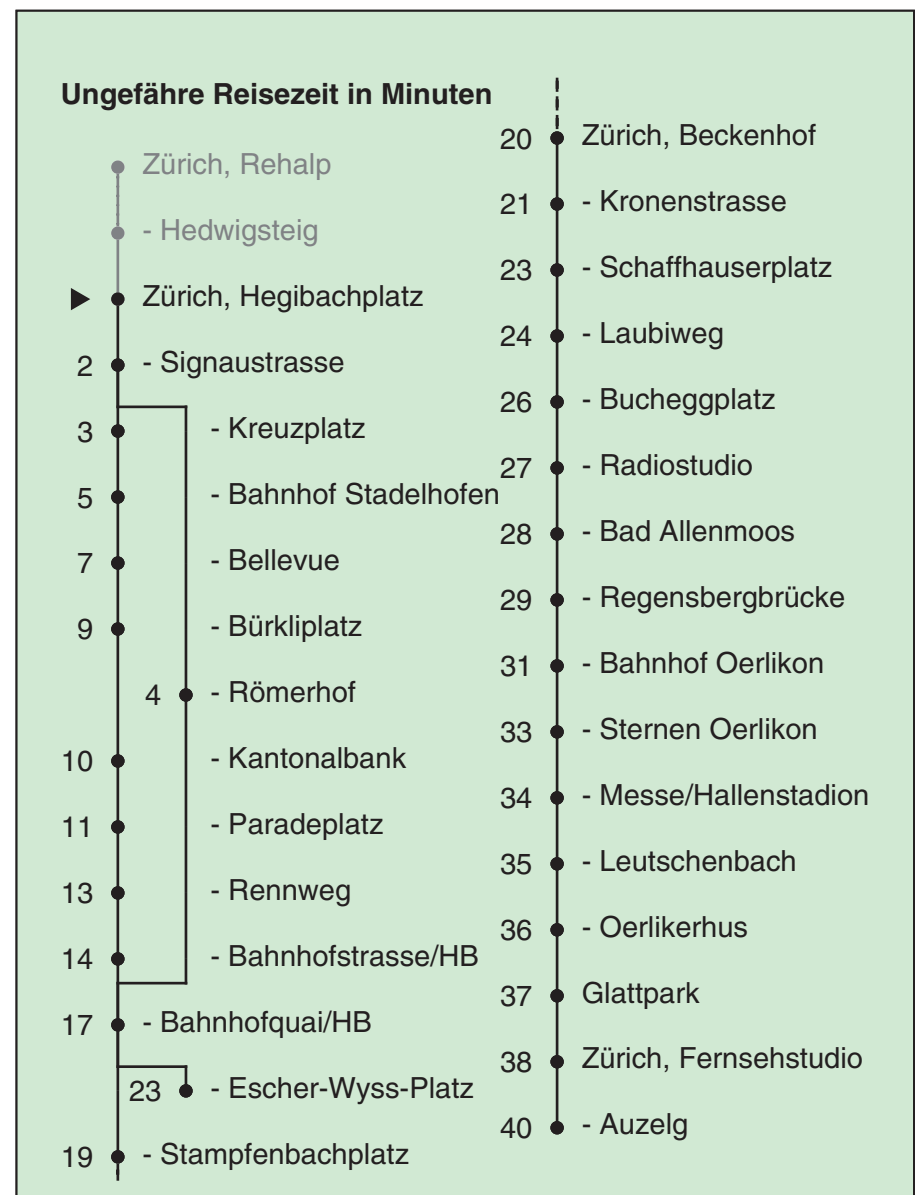 Ungefähre Reisezeit in Minuten
Zürich, Rehalp
- Hedwigsteig
Zürich, Hegibachplatz
2 - Signaustrasse
3 - Kreuzplatz
5 - Bahnhof Stadelhofen
7 - Bellevue
9 - Bürkliplatz
4 - Römerhof
10 - Kantonalbank
11 - Paradeplatz
13 - Rennweg
14 - Bahnhofstrasse/HB
17 - Bahnhofquai/HB
23 - Escher-Wyss-Platz
19 - Stampfenbachplatz
20 Zürich, Beckenhof
21 - Kronenstrasse
23 - Schaffhauserplatz
24 - Laubiweg
26 - Bucheggplatz
27 - Radiostudio
28 - Bad Allenmoos
29 - Regensbergbrücke
31 - Bahnhof Oerlikon
33 - Sternen Oerlikon
34 - Messe/Hallenstadion
35 - Leutschenbach
36 - Oerlikerhus
37 Glattpark
38 Zürich, Fernsehstudio
40 - Auzelg